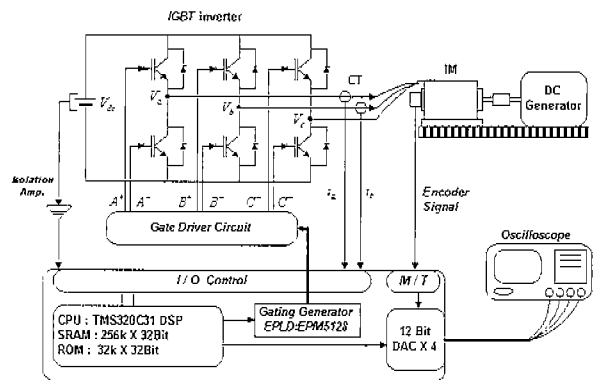 IGBT inverter
CT
IM
DC
Generator
Vdc
Va
Vb
Vc
Isolation
Amp.
A+ A− B+ B− C− C−
ia
ib
Encoder
Signal
Gate Driver Circuit
Oscilloscope
I / O Control
M / T
CPU : TMS320C31 DSP
SRAM : 256k X 32Bit
ROM : 32k X 32Bit
Gating Generator
EPLD:EPM5128
12 Bit
DAC X 4